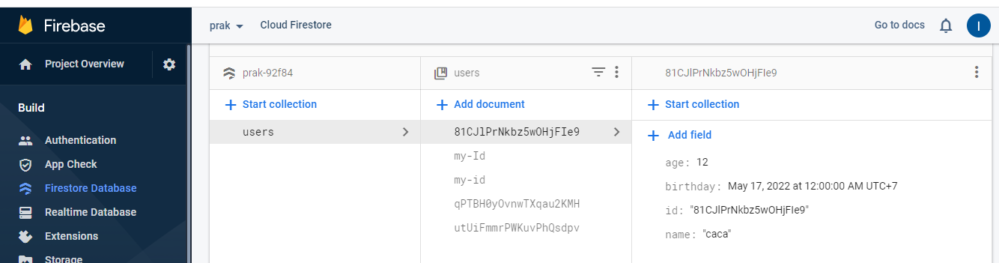 Firebase
prak
Cloud Firestore
Go to docs
I
Project Overview
prak-92f84
users
81CJlPrNkbz5wOHjFIe9
Build
Start collection
Add document
Start collection
users
81CJlPrNkbz5wOHjFIe9
Add field
Authentication
my-Id
age: 12
App Check
my-id
birthday: May 17, 2022 at 12:00:00 AM UTC+7
Firestore Database
qPTBH0yOvnwTXqau2KMH
id: "81CJlPrNkbz5wOHjFIe9"
Realtime Database
utUiFmmrPWKuvPhQsdpv
name: "caca"
Extensions
Storage